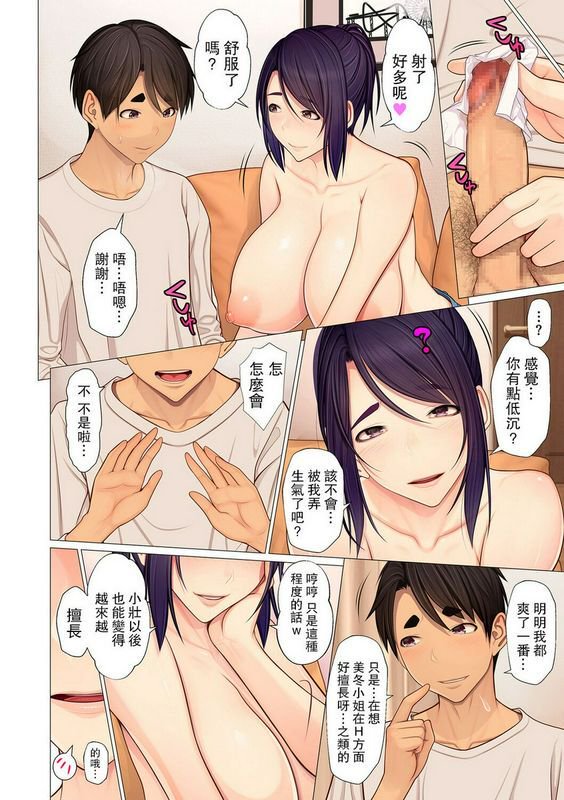 射了
好多呢♥
舒服了
嗎？
唔…唔嗯…
謝謝…
…？
感覺…
你有點低沉？
該不會…
被我弄
生氣了吧？
怎
怎麼會
不 不是啦…
明明我都
爽了一番…
只是…在想
美冬小姐在H方面
好擅長呀…之類的
哼哼 只是這種
程度的話w
小壯以後
也能變得
越來越
擅長
的哦…